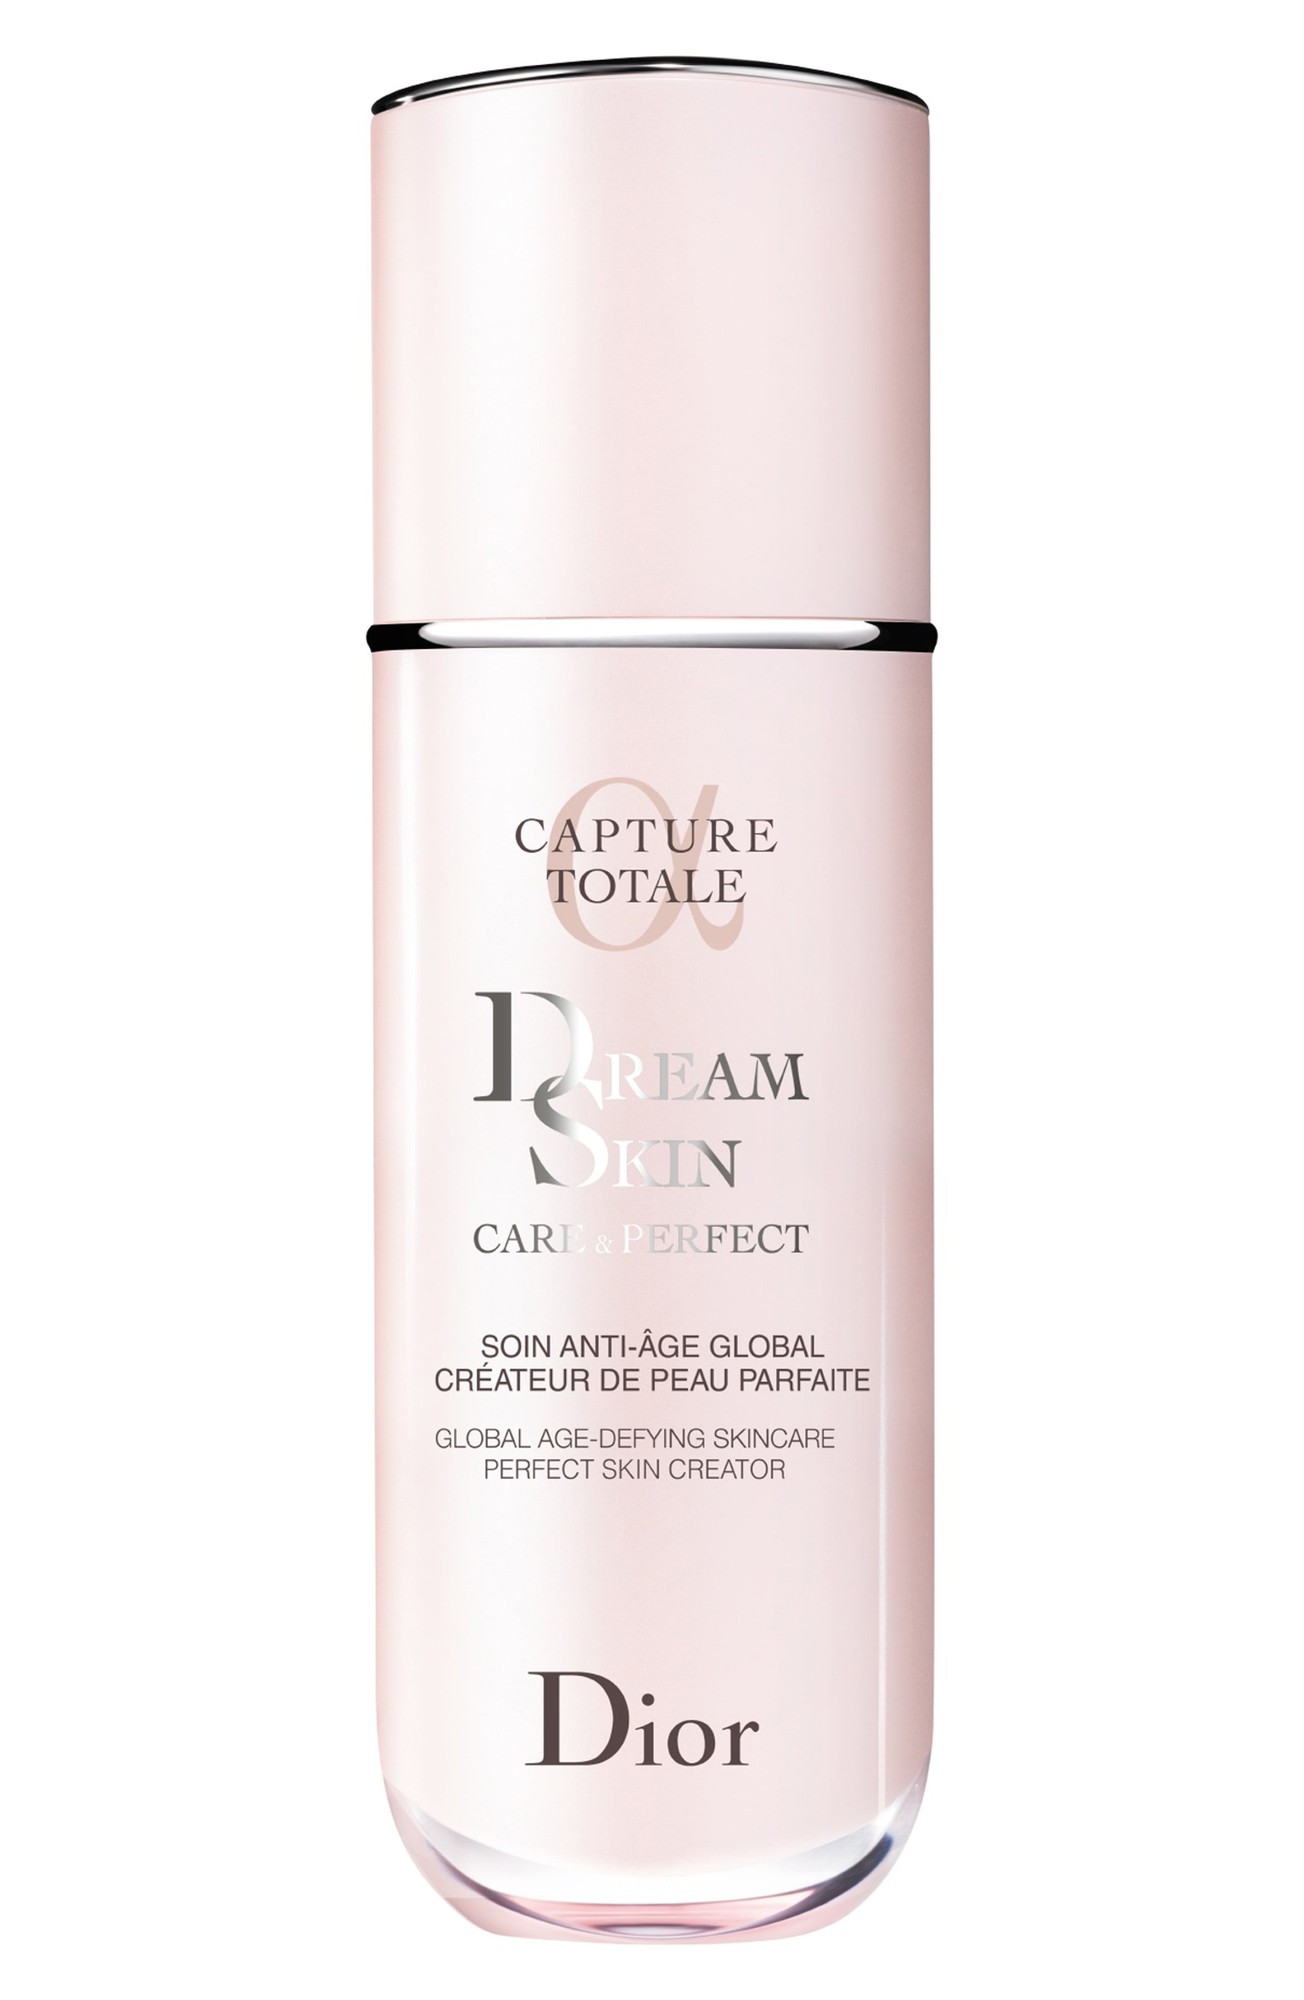 α
CAPTURE
TOTALE
DREAM
SKIN
CARE & PERFECT
SOIN ANTI-ÂGE GLOBAL
CRÉATEUR DE PEAU PARFAITE
GLOBAL AGE-DEFYING SKINCARE
PERFECT SKIN CREATOR
Dior